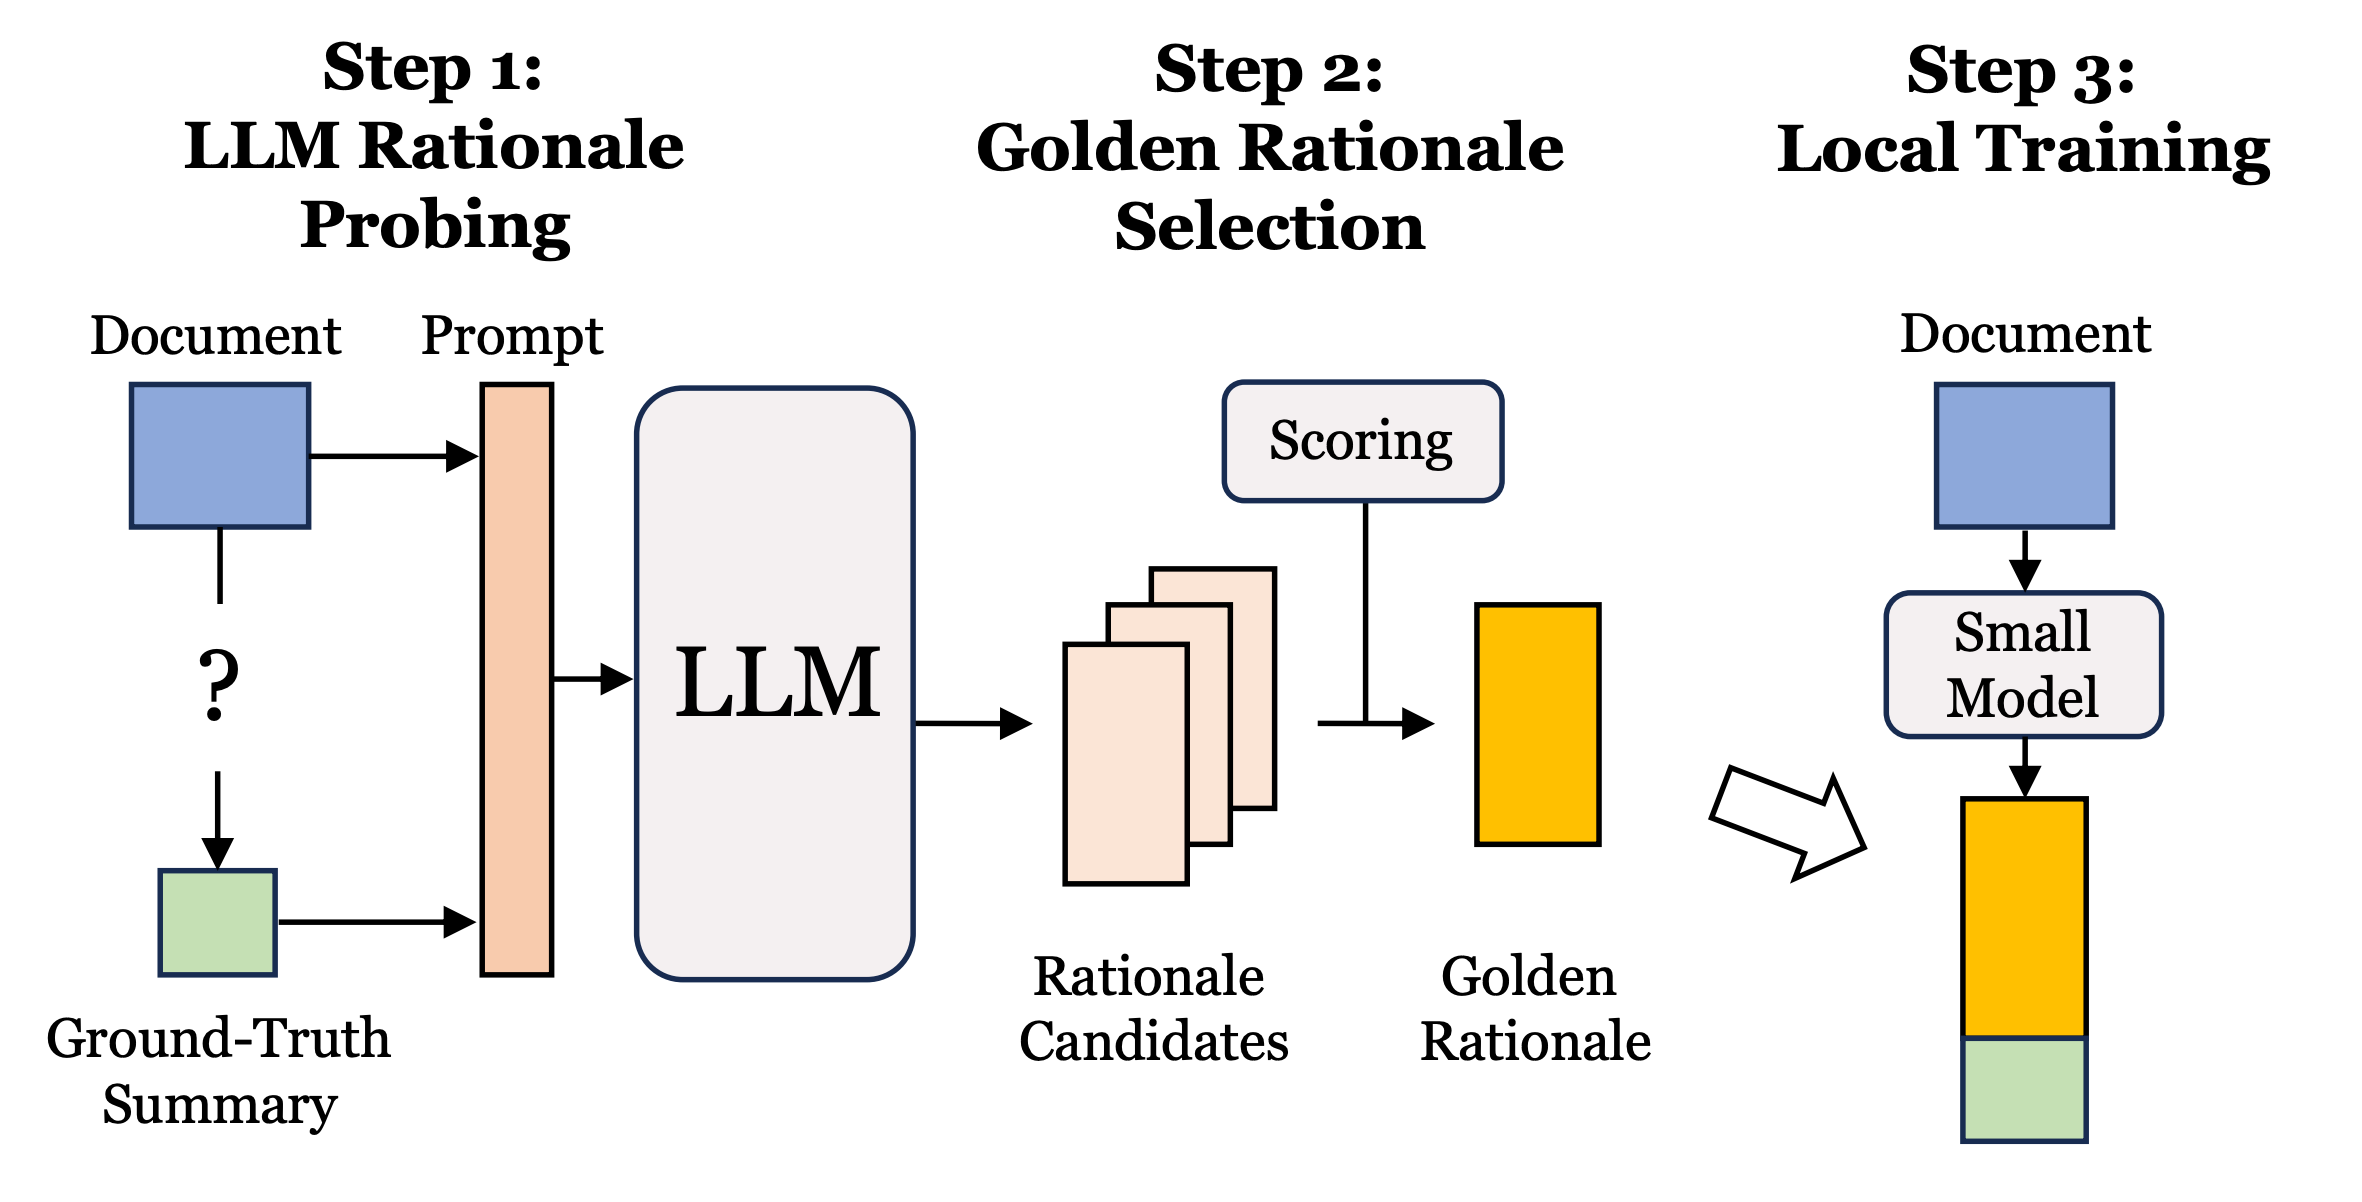 Step 1:
LLM Rationale
Probing
Step 2:
Golden Rationale
Selection
Step 3:
Local Training
Document
Prompt
?
Ground-Truth
Summary
LLM
Scoring
Rationale
Candidates
Golden
Rationale
Document
Small
Model